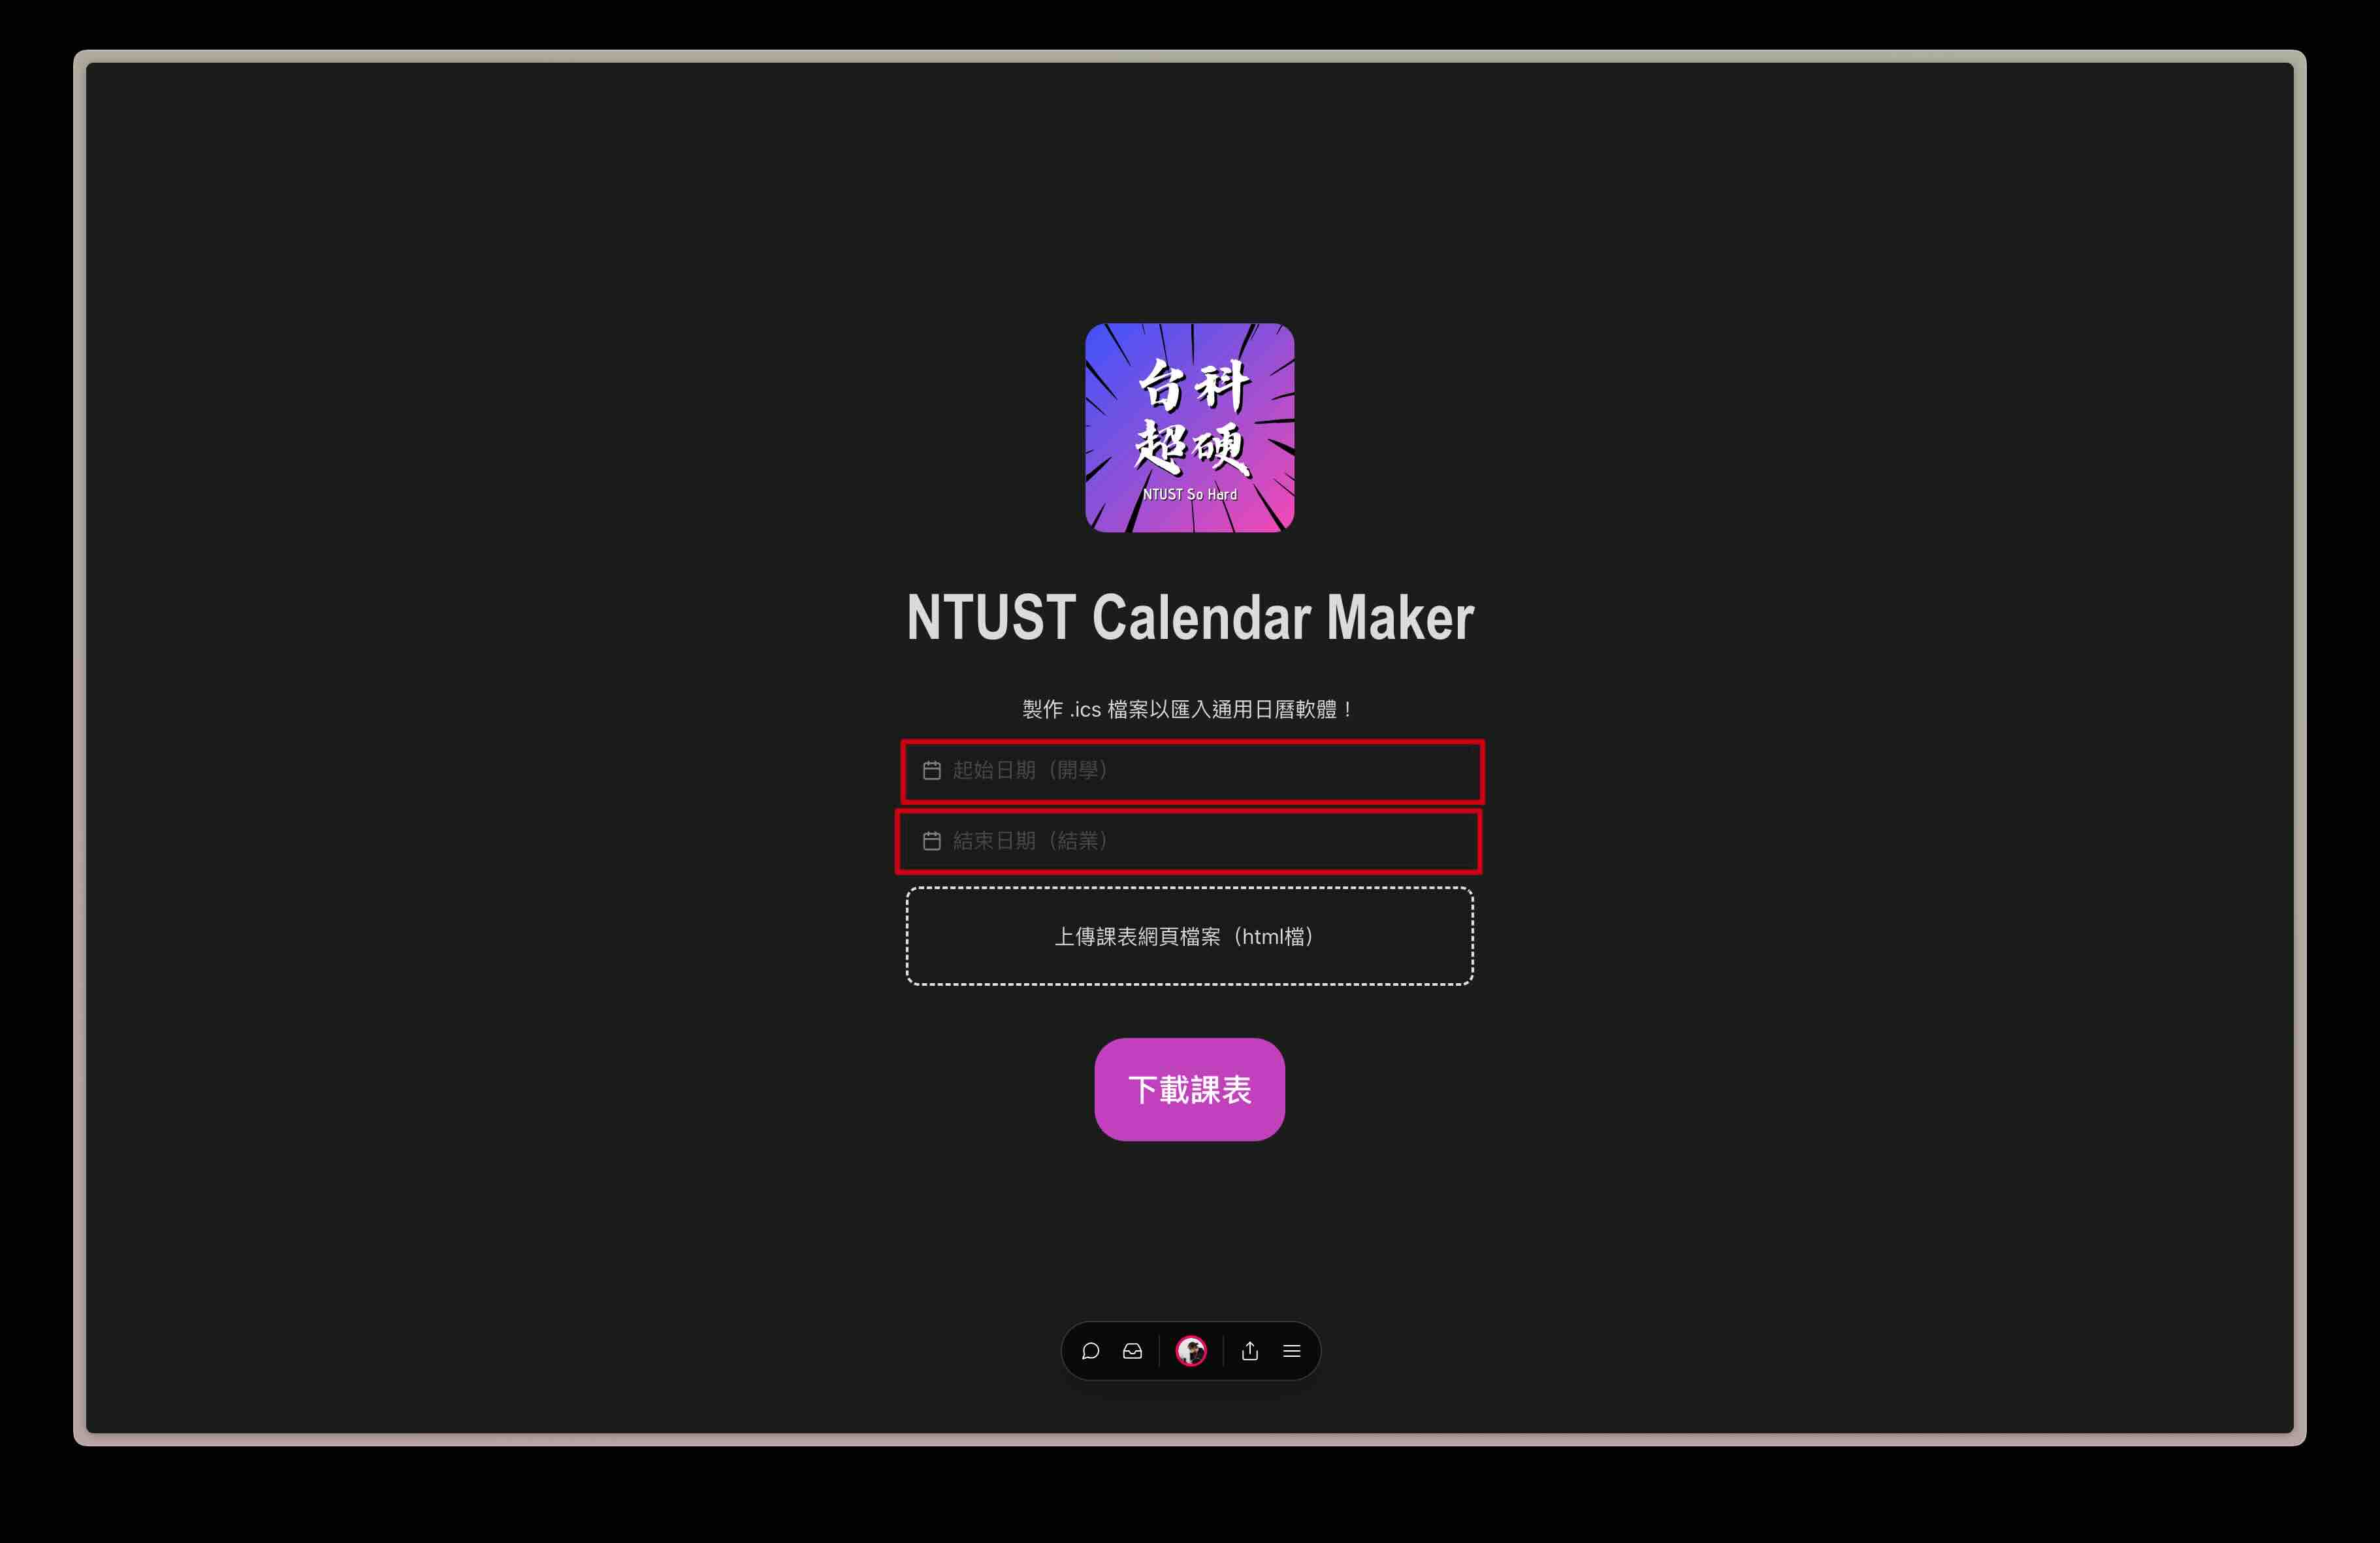 台科
超硬
NTUST So Hard
NTUST Calendar Maker
製作 .ics 檔案以匯入通用日曆軟體！
起始日期（開學）
結束日期（結業）
上傳課表網頁檔案（html檔）
下載課表